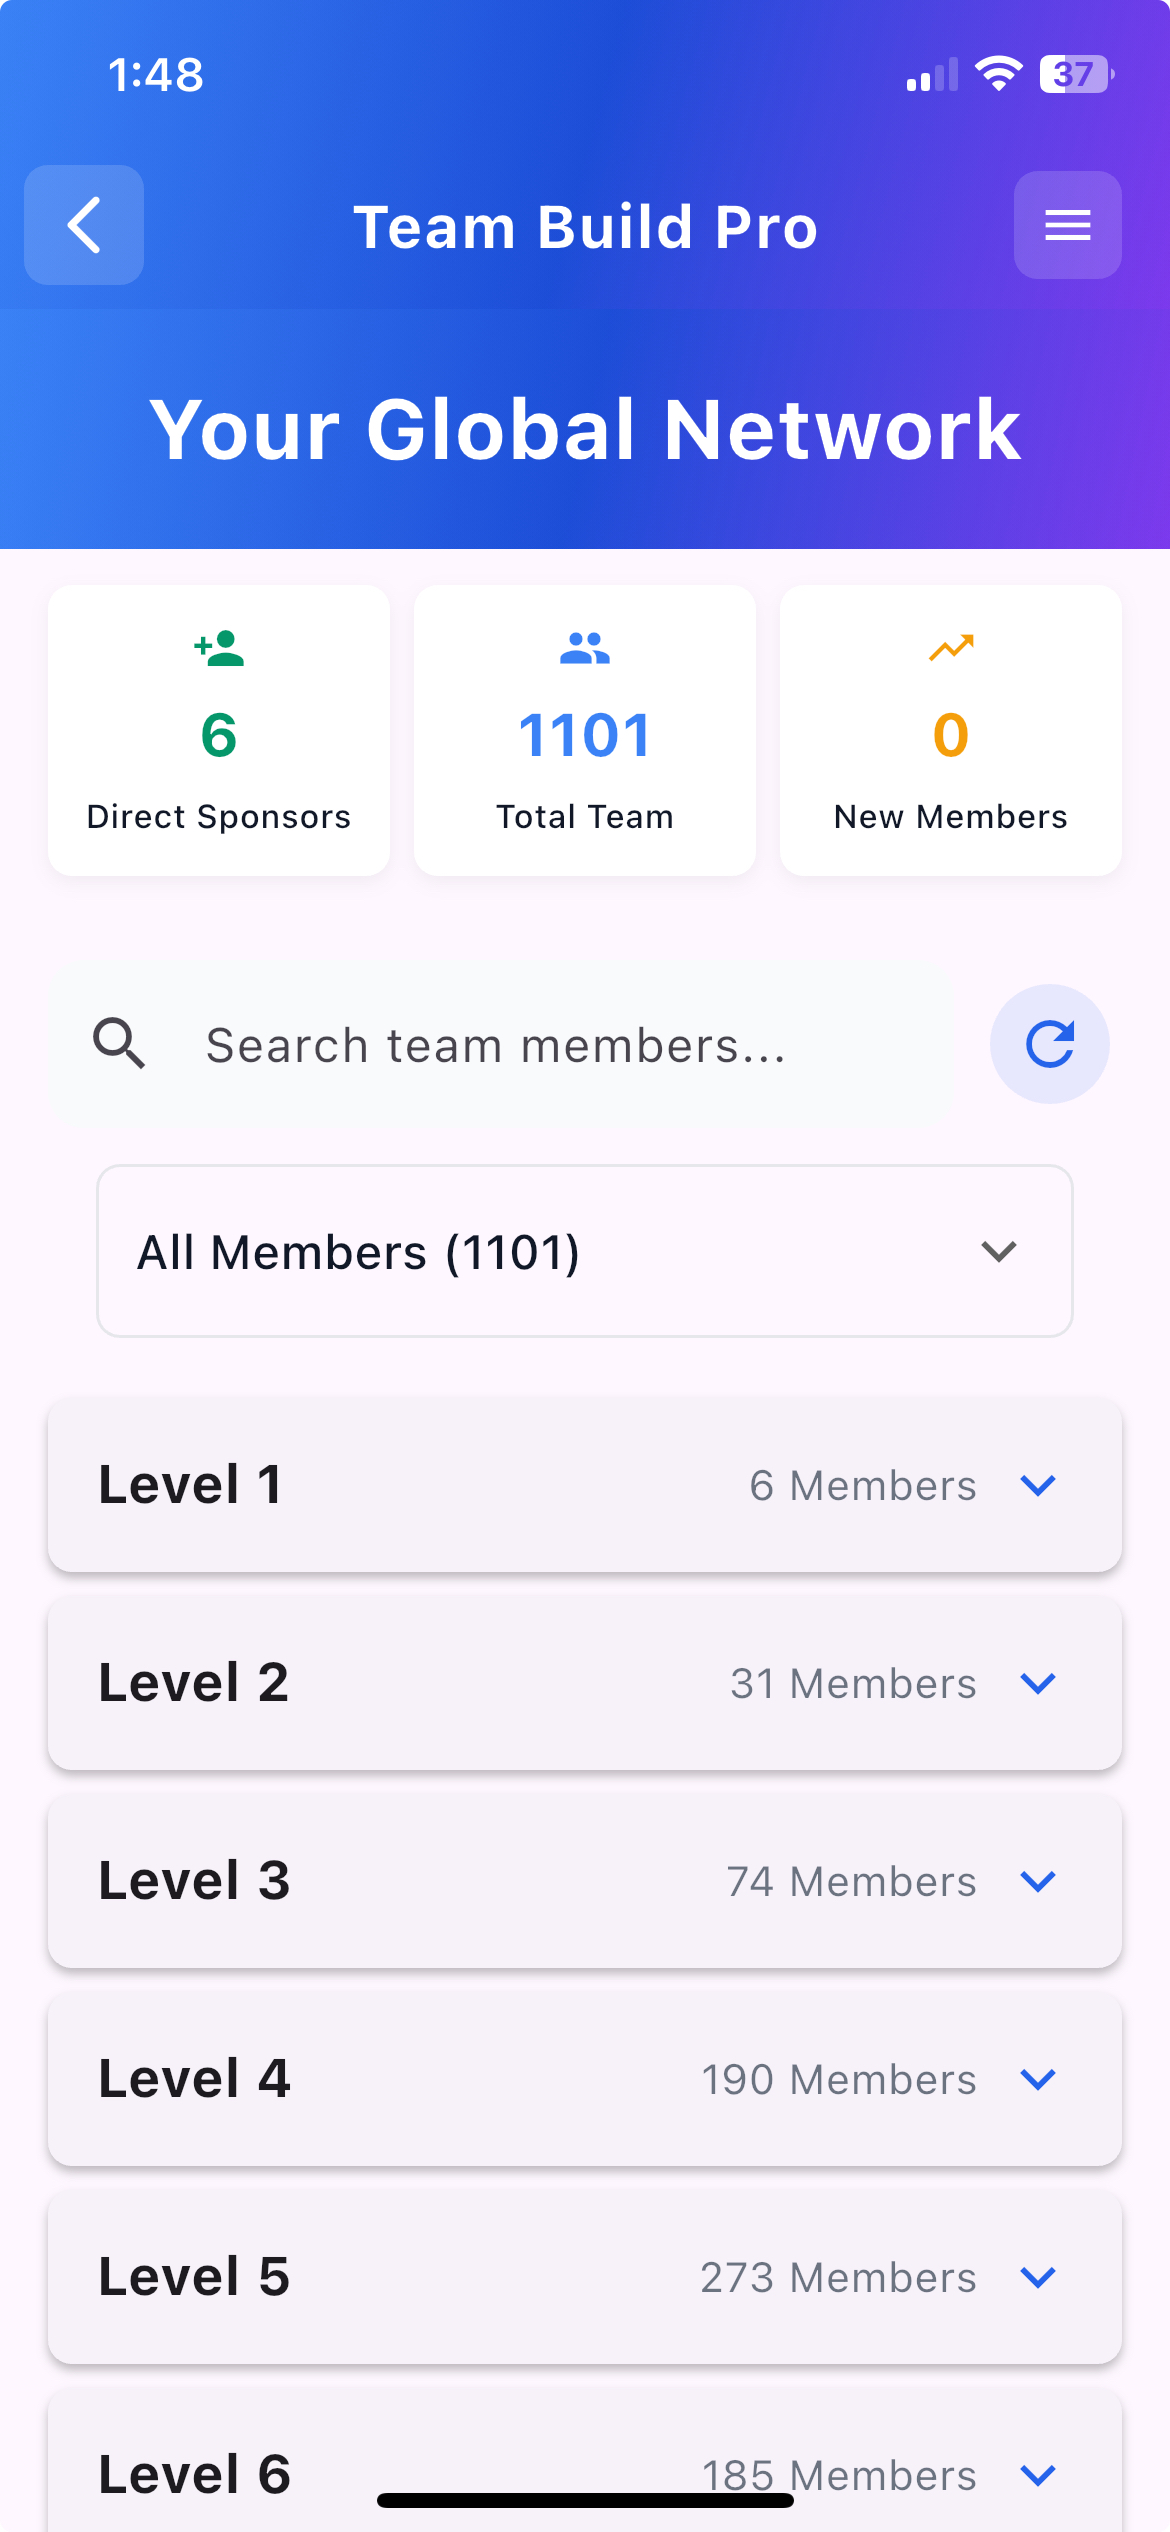 1:48
37
Team Build Pro
Your Global Network
6
Direct Sponsors
1101
Total Team
0
New Members
Search team members...
All Members (1101)
Level 1
6 Members
Level 2
31 Members
Level 3
74 Members
Level 4
190 Members
Level 5
273 Members
Level 6
185 Members